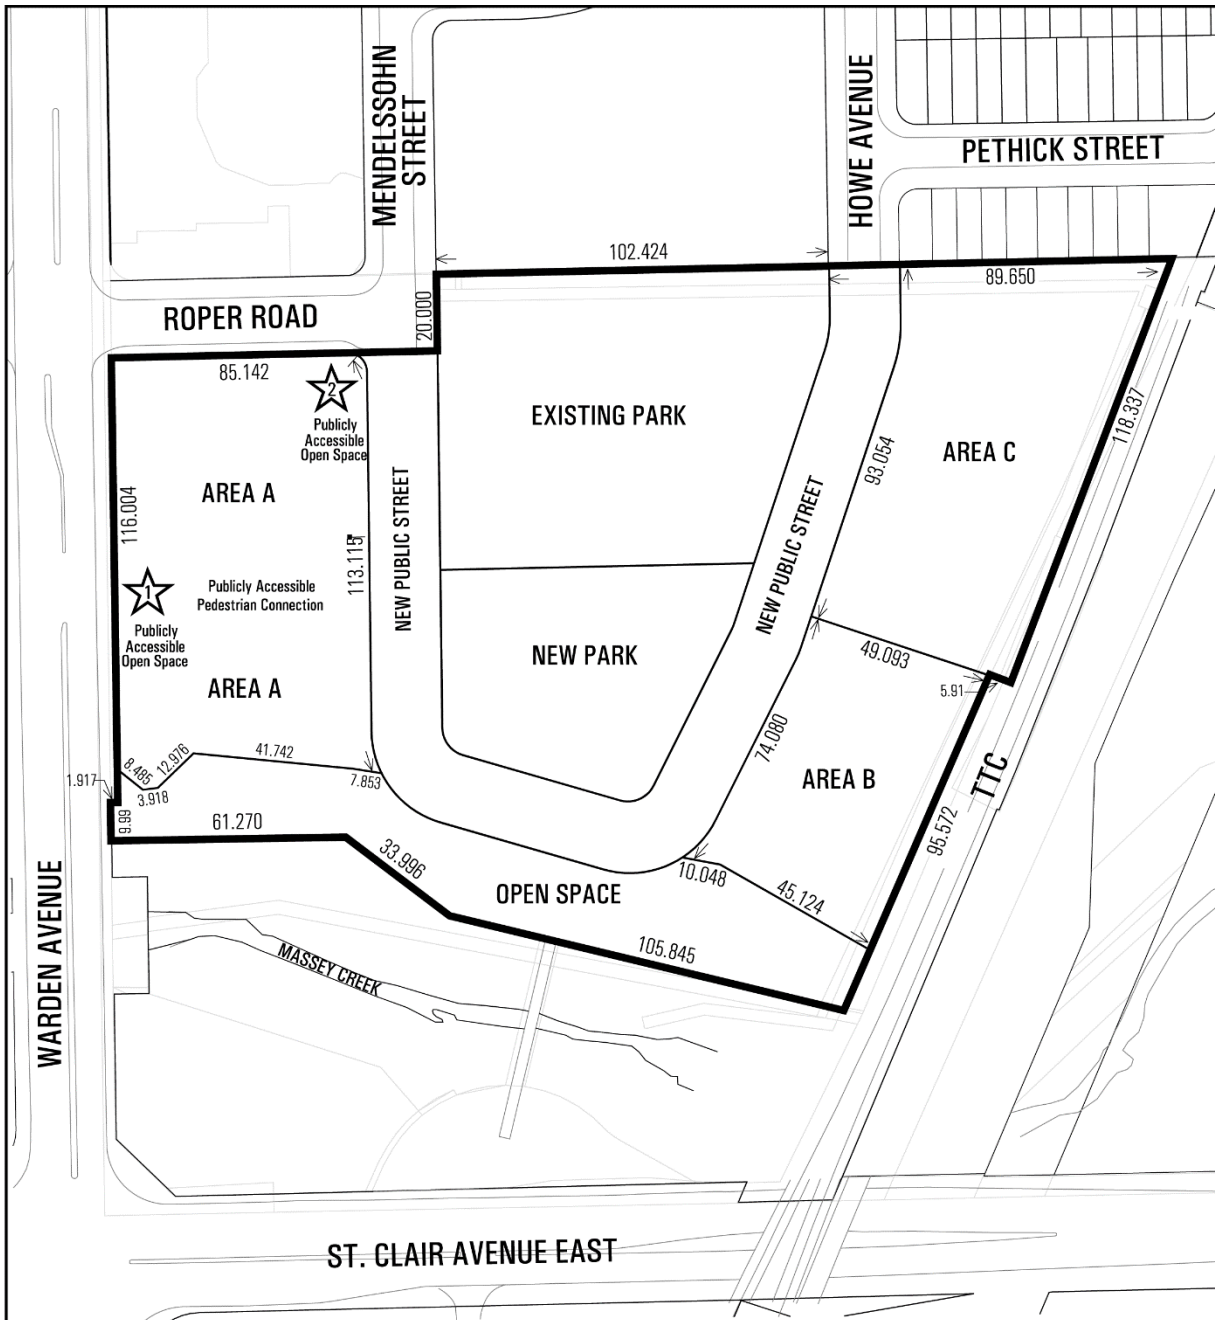 MENDELSSOHN
STREET
HOWE AVENUE
PETHICK STREET
102.424
89.650
ROPER ROAD
20.000
85.142
2
Publicly
Accessible
Open Space
EXISTING PARK
118.337
AREA C
93.054
AREA A
116.004
NEW PUBLIC STREET
NEW PUBLIC STREET
113.115
1
Publicly Accessible
Pedestrian Connection
Publicly
Accessible
Open Space
NEW PARK
49.093
5.91
AREA A
74.080
41.742
12.976
8.485
3.918
7.853
1.917
9.99
AREA B
TTC
61.270
33.996
95.572
10.048
45.124
OPEN SPACE
105.845
WARDEN AVENUE
MASSEY CREEK
ST. CLAIR AVENUE EAST